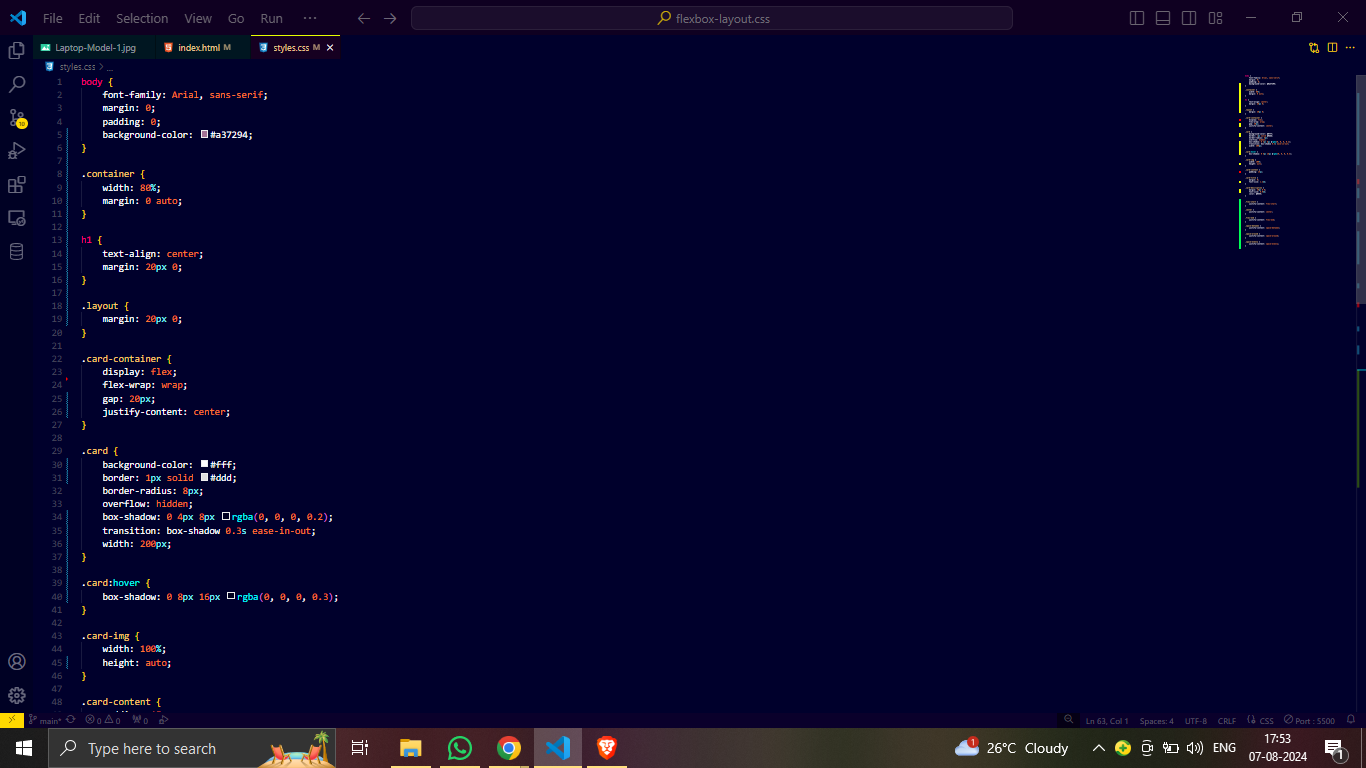 File Edit Selection View Go Run ... flexbox-layout.css
Laptop-Model-1.jpg index.html M styles.css M
styles.css > ...
1 body {
2 font-family: Arial, sans-serif;
3 margin: 0;
4 padding: 0;
5 background-color: #a37294;
6 }
7
8 .container {
9 width: 80%;
10 margin: 0 auto;
11 }
12
13 h1 {
14 text-align: center;
15 margin: 20px 0;
16 }
17
18 .layout {
19 margin: 20px 0;
20 }
21
22 .card-container {
23 display: flex;
24 flex-wrap: wrap;
25 gap: 20px;
26 justify-content: center;
27 }
28
29 .card {
30 background-color: #fff;
31 border: 1px solid #ddd;
32 border-radius: 8px;
33 overflow: hidden;
34 box-shadow: 0 4px 8px rgba(0, 0, 0, 0.2);
35 transition: box-shadow 0.3s ease-in-out;
36 width: 200px;
37 }
38
39 .card:hover {
40 box-shadow: 0 8px 16px rgba(0, 0, 0, 0.3);
41 }
42
43 .card-img {
44 width: 100%;
45 height: auto;
46 }
47
48 .card-content {
10
main* 0 0 0 Ln 63, Col 1 Spaces: 4 UTF-8 CRLF CSS Port : 5500
Type here to search 1 26°C Cloudy ENG 17:53
07-08-2024 1